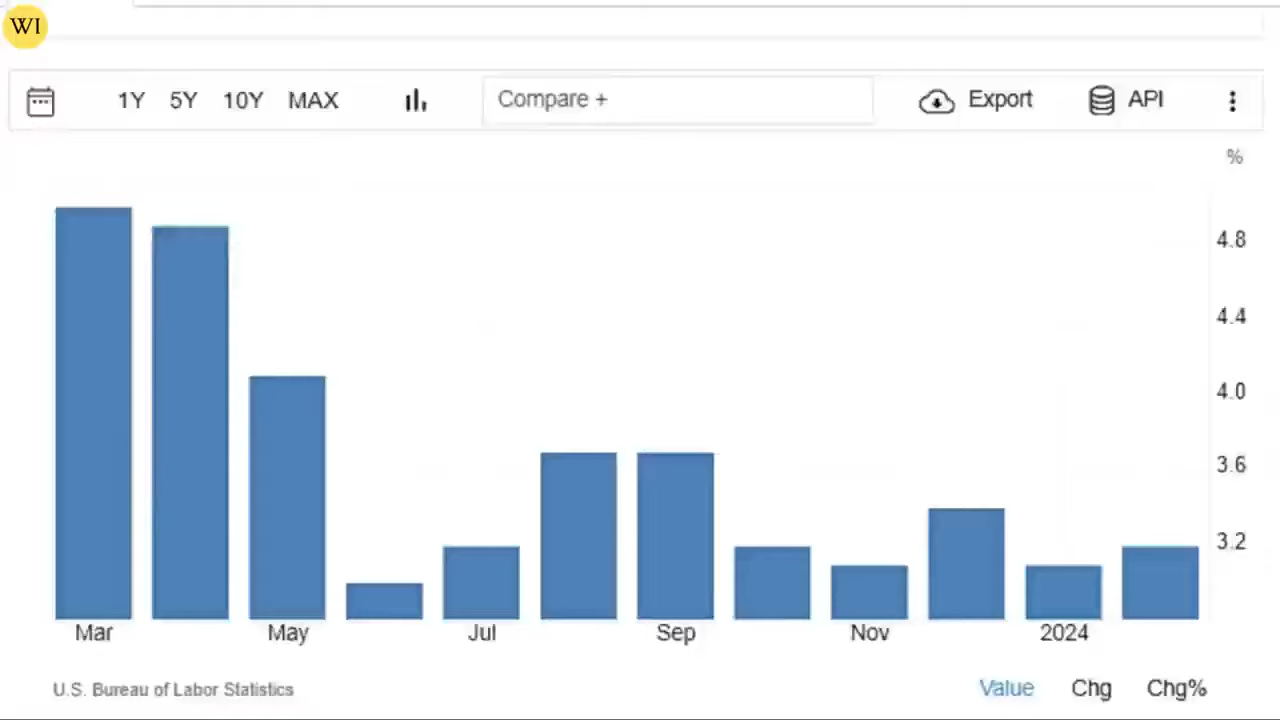 WI
1Y 5Y 10Y MAX Compare + Export API
%
4.8
4.4
4.0
3.6
3.2
Mar May Jul Sep Nov 2024
U.S. Bureau of Labor Statistics Value Chg Chg%